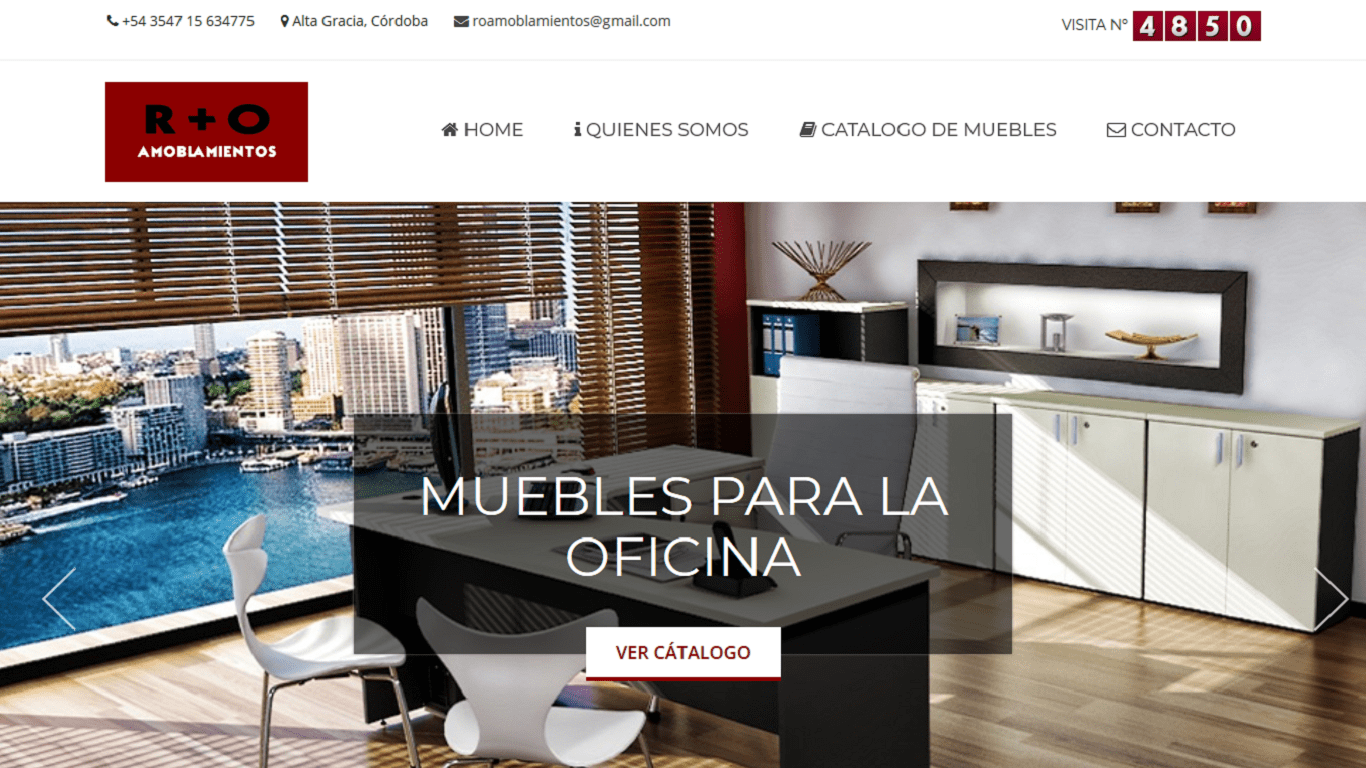 +54 3547 15 634775
Alta Gracia, Córdoba
roamoblamientos@gmail.com
VISITA Nº 4850
R+O
AMOBLAMIENTOS
HOME
QUIENES SOMOS
CATALOGO DE MUEBLES
CONTACTO
MUEBLES PARA LA
OFICINA
VER CÁTALOGO